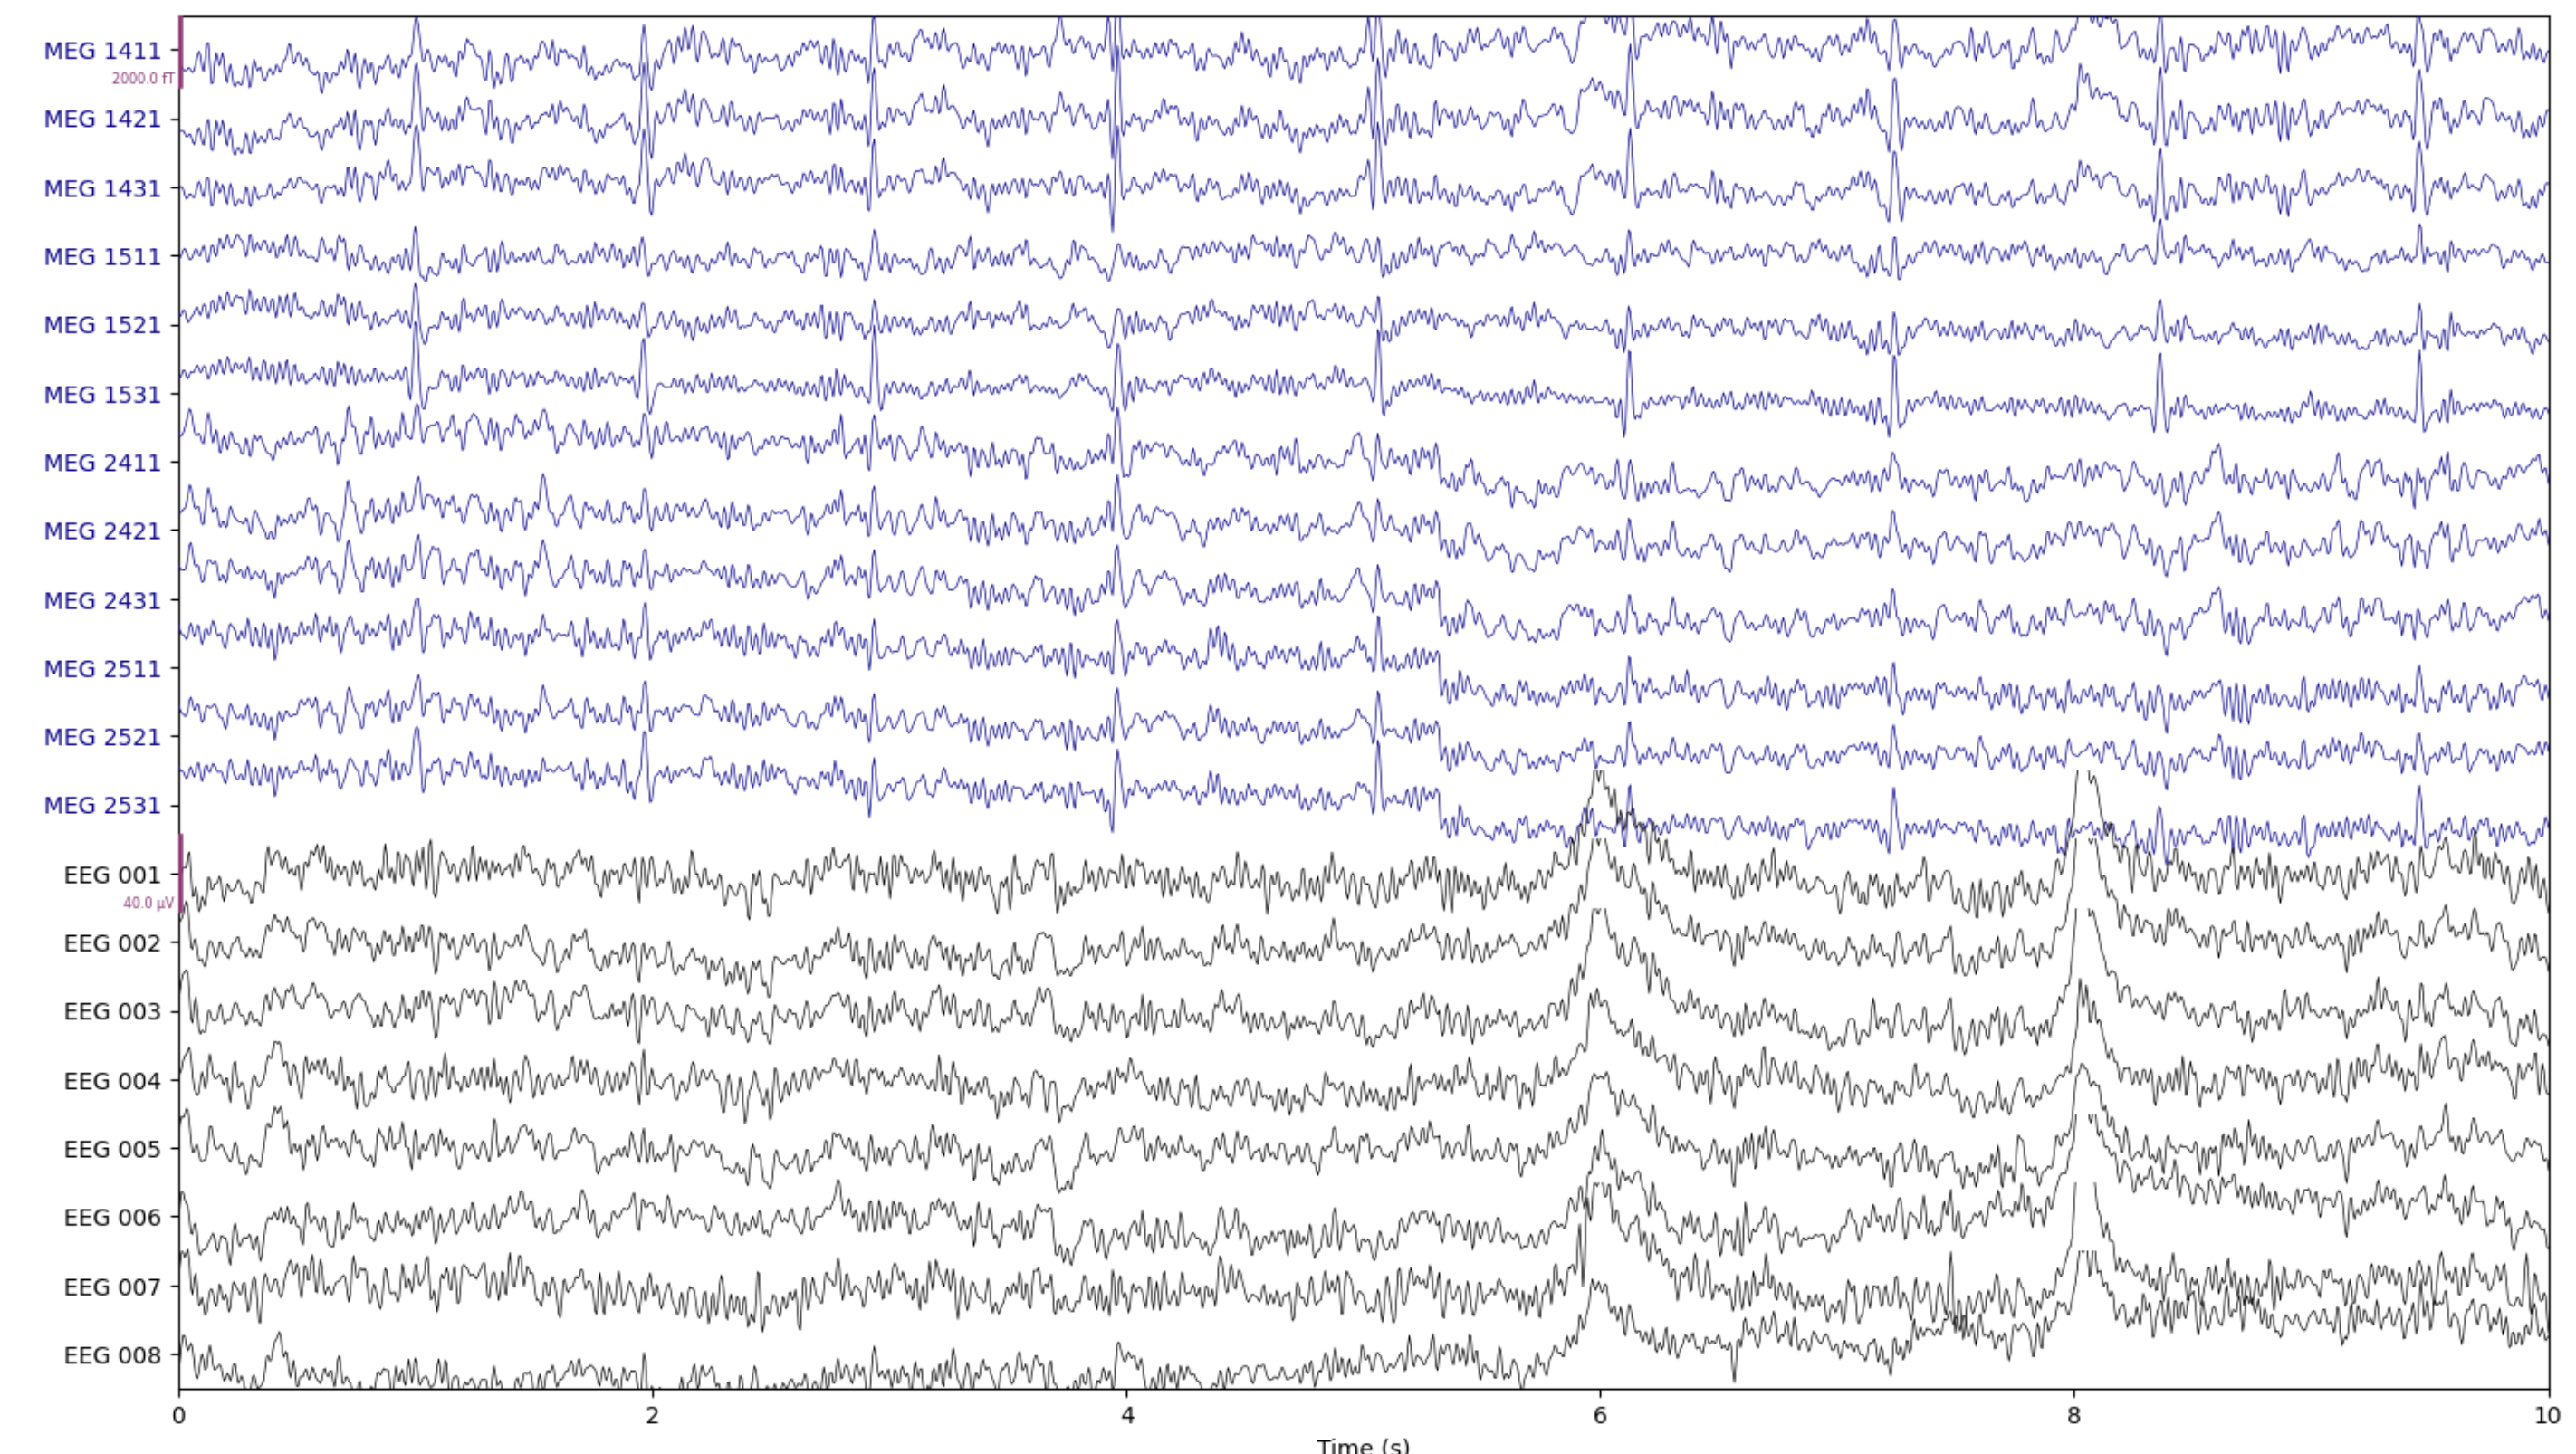 MEG 1411
2000.0 fT
MEG 1421
MEG 1431
MEG 1511
MEG 1521
MEG 1531
MEG 2411
MEG 2421
MEG 2431
MEG 2511
MEG 2521
MEG 2531
EEG 001
40.0 µV
EEG 002
EEG 003
EEG 004
EEG 005
EEG 006
EEG 007
EEG 008
0 2 4 6 8 10
Time (s)